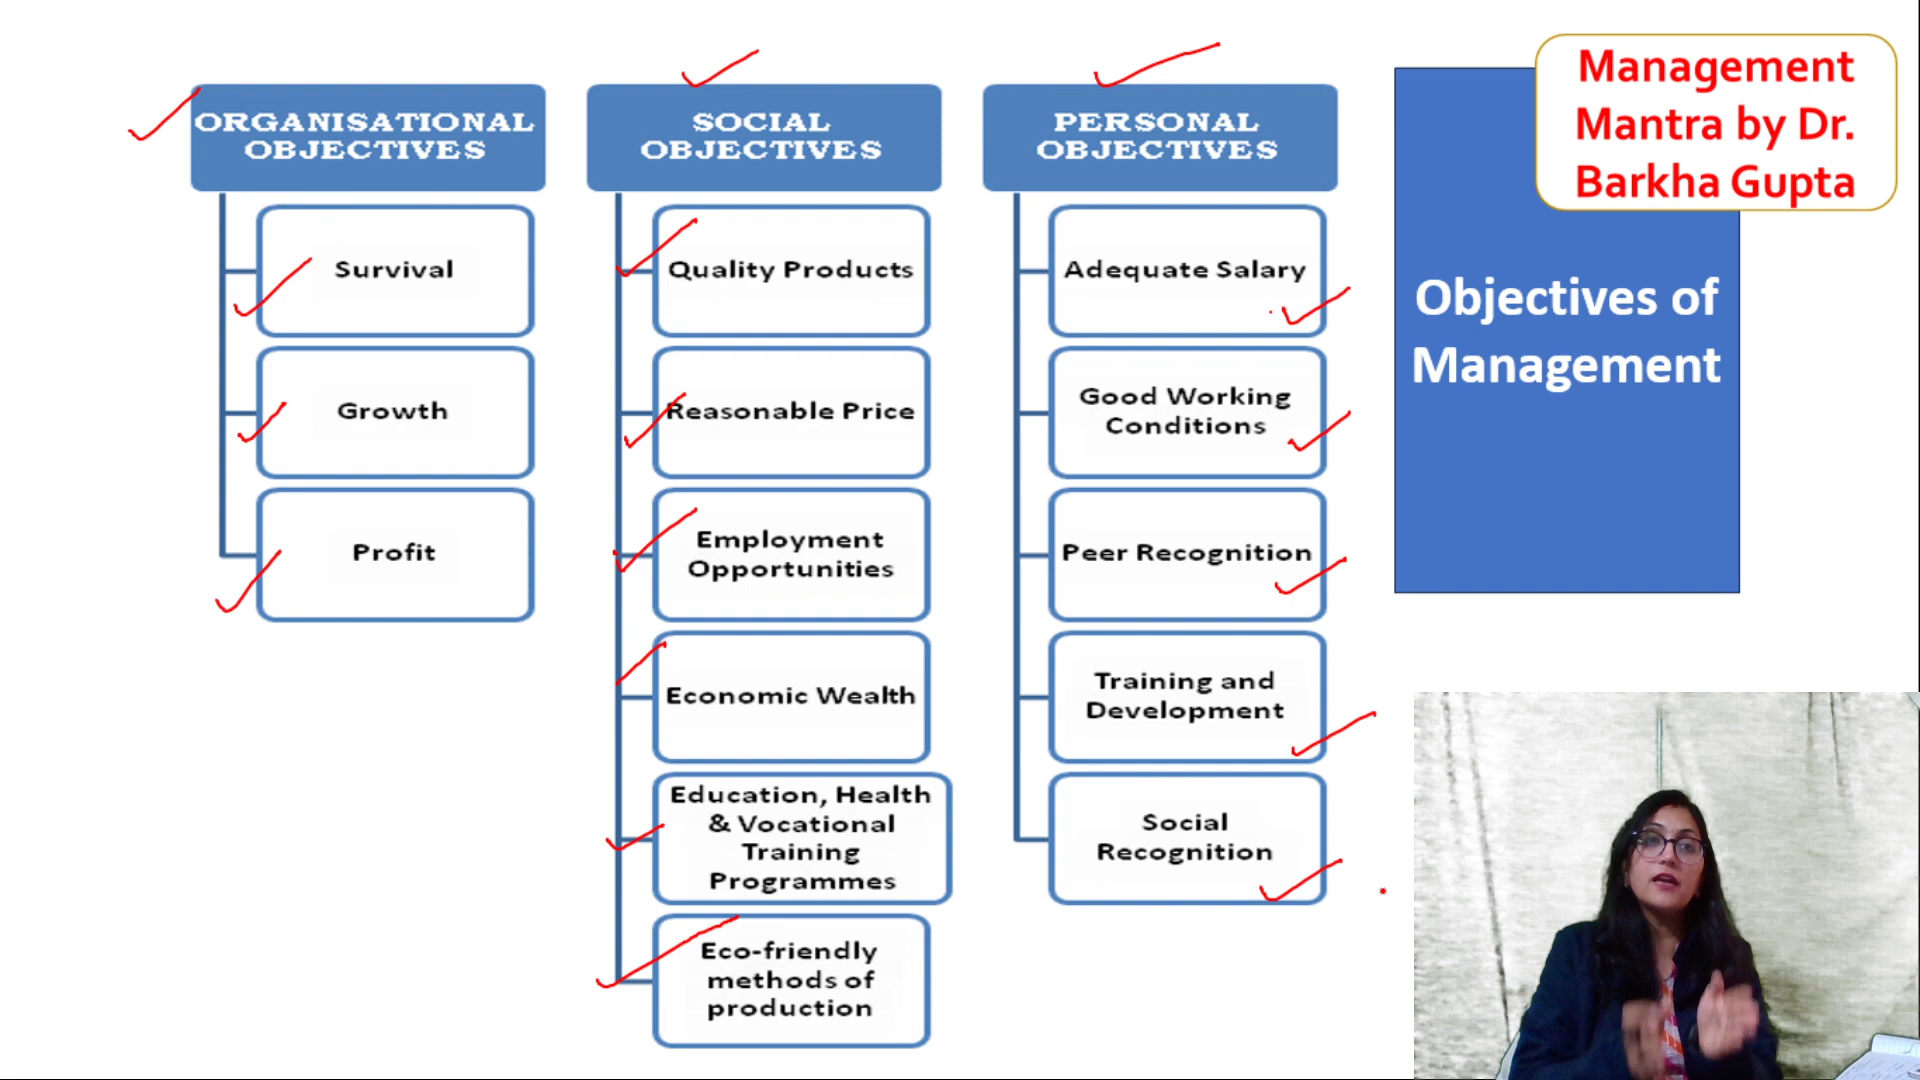 ORGANISATIONAL
OBJECTIVES
Survival
Growth
Profit
SOCIAL
OBJECTIVES
Quality Products
Reasonable Price
Employment
Opportunities
Economic Wealth
Education, Health
& Vocational
Training
Programmes
Eco-friendly
methods of
production
PERSONAL
OBJECTIVES
Adequate Salary
Good Working
Conditions
Peer Recognition
Training and
Development
Social
Recognition
Management
Mantra by Dr.
Barkha Gupta
Objectives of
Management